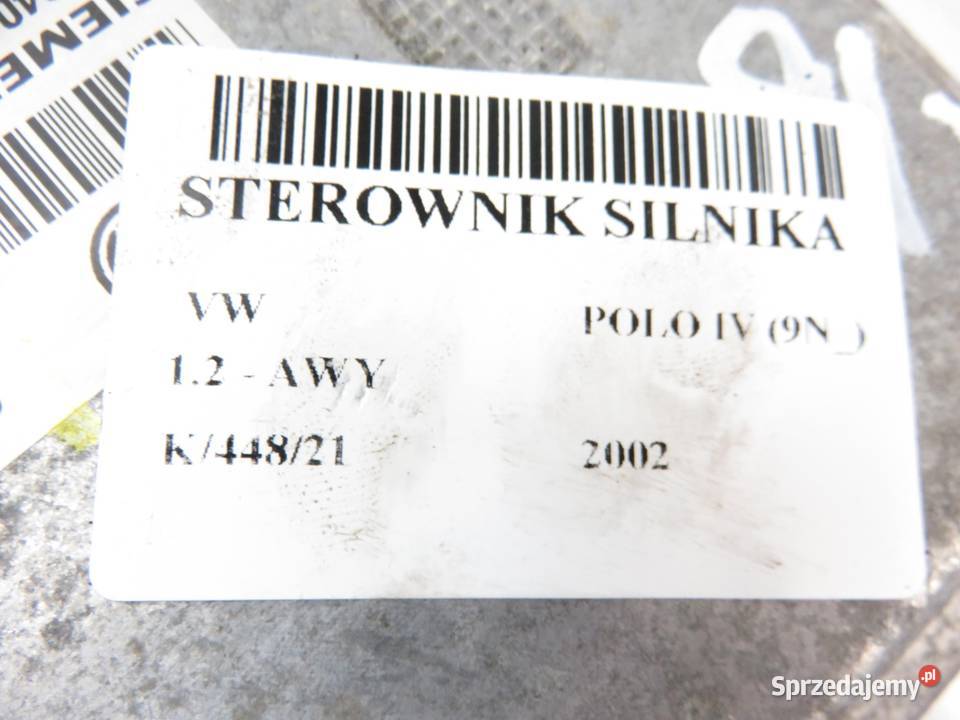 STEROWNIK SILNIKA
VW
POLO IV (9N_)
1.2 - AWY
K/448/21
2002
Sprzedajemy.pl